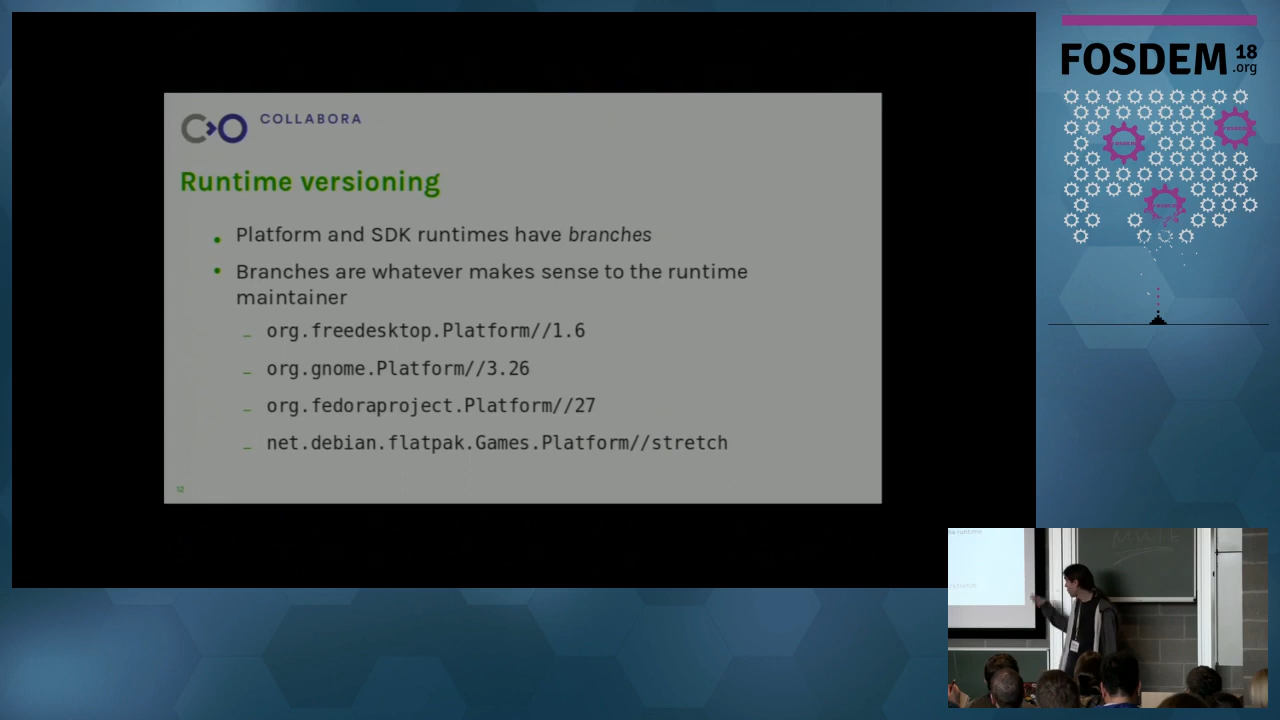 FOSDEM 18
.org
COLLABORA
Runtime versioning
• Platform and SDK runtimes have branches
• Branches are whatever makes sense to the runtime
maintainer
– org.freedesktop.Platform//1.6
– org.gnome.Platform//3.26
– org.fedoraproject.Platform//27
– net.debian.flatpak.Games.Platform//stretch
12